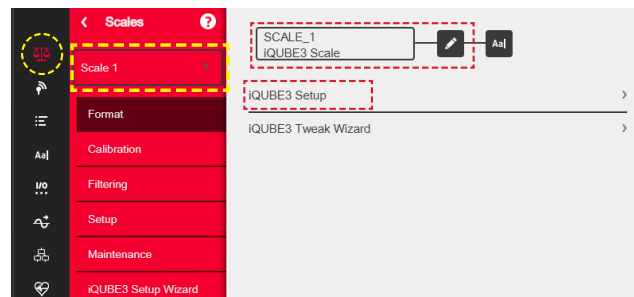 Scales
?
Scale 1
Format
Calibration
Filtering
Setup
Maintenance
iQUBE3 Setup Wizard
Aa
I/O
SCALE_1
iQUBE3 Scale
Aa
iQUBE3 Setup
iQUBE3 Tweak Wizard